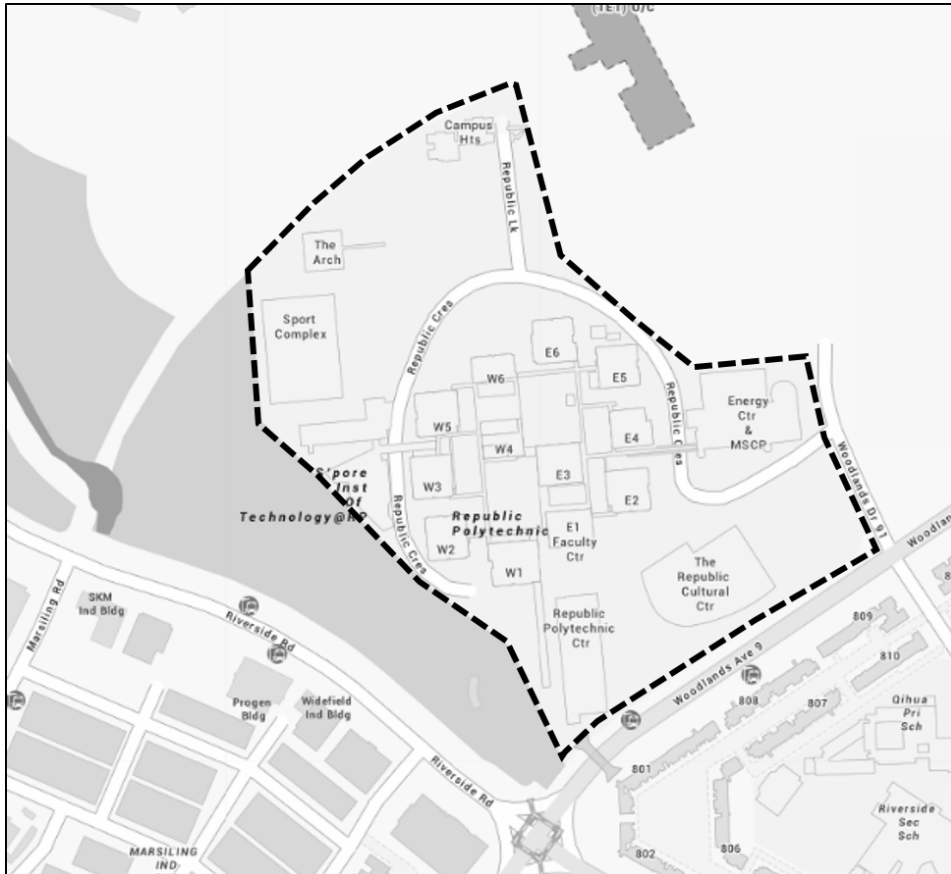 (TET) U/C
Campus
Hts
Republic Lk
The
Arch
Sport
Complex
Republic Cres
E6
W6
E5
Energy
Ctr
&
MSCP
Republic Cres
W5
E4
W4
Woodlands Dr 91
S'pore
Inst
Of
Technology@RP
W3
E3
E2
Republic Cres
Republic
Polytechnic
E1
Faculty
Ctr
W2
W1
The
Republic
Cultural
Ctr
Woodlands
Marsiling Rd
SKM
Ind Bldg
Riverside Rd
Republic
Polytechnic
Ctr
Woodlands Ave 9
809
810
808
807
Progen
Bldg
Widefield
Ind Bldg
Qihua
Pri
Sch
Riverside Rd
801
802
806
Riverside
Sec
Sch
MARSILING
IND